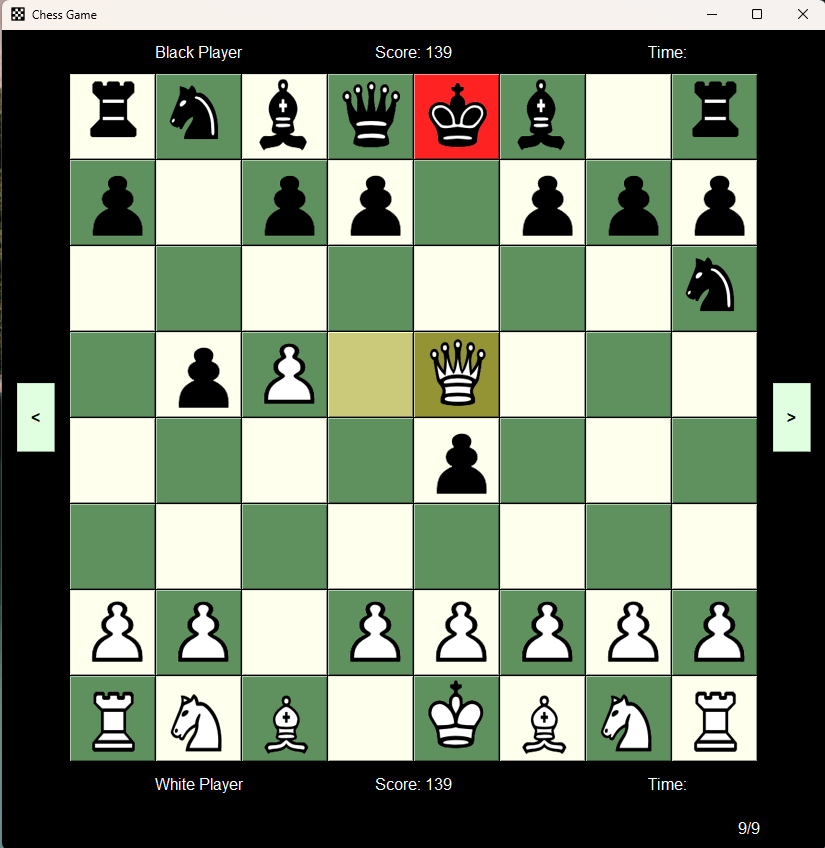 Chess Game
Black Player Score: 139 Time:
< >
White Player Score: 139 Time:
9/9